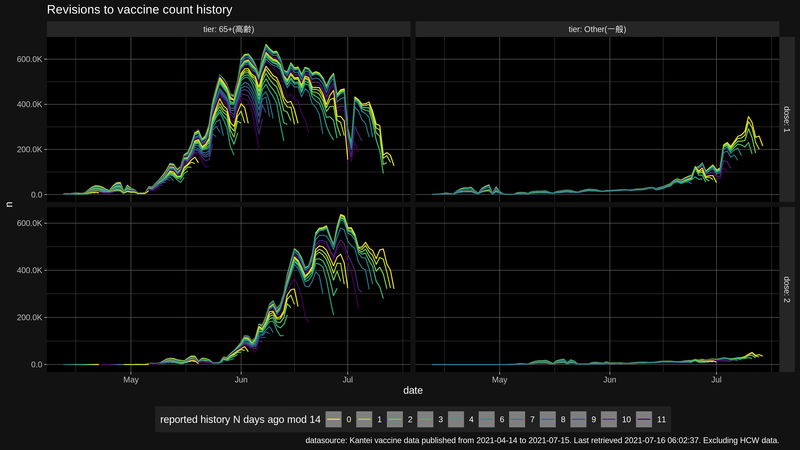 Revisions to vaccine count history
tier: 65+(高齢)
tier: Other(一般)
600.0K
400.0K
200.0K
0.0
dose: 1
n
600.0K
400.0K
200.0K
0.0
dose: 2
May
Jun
Jul
May
Jun
Jul
date
reported history N days ago mod 14
0
1
2
3
4
6
7
8
9
10
11
datasource: Kantei vaccine data published from 2021-04-14 to 2021-07-15. Last retrieved 2021-07-16 06:02:37. Excluding HCW data.